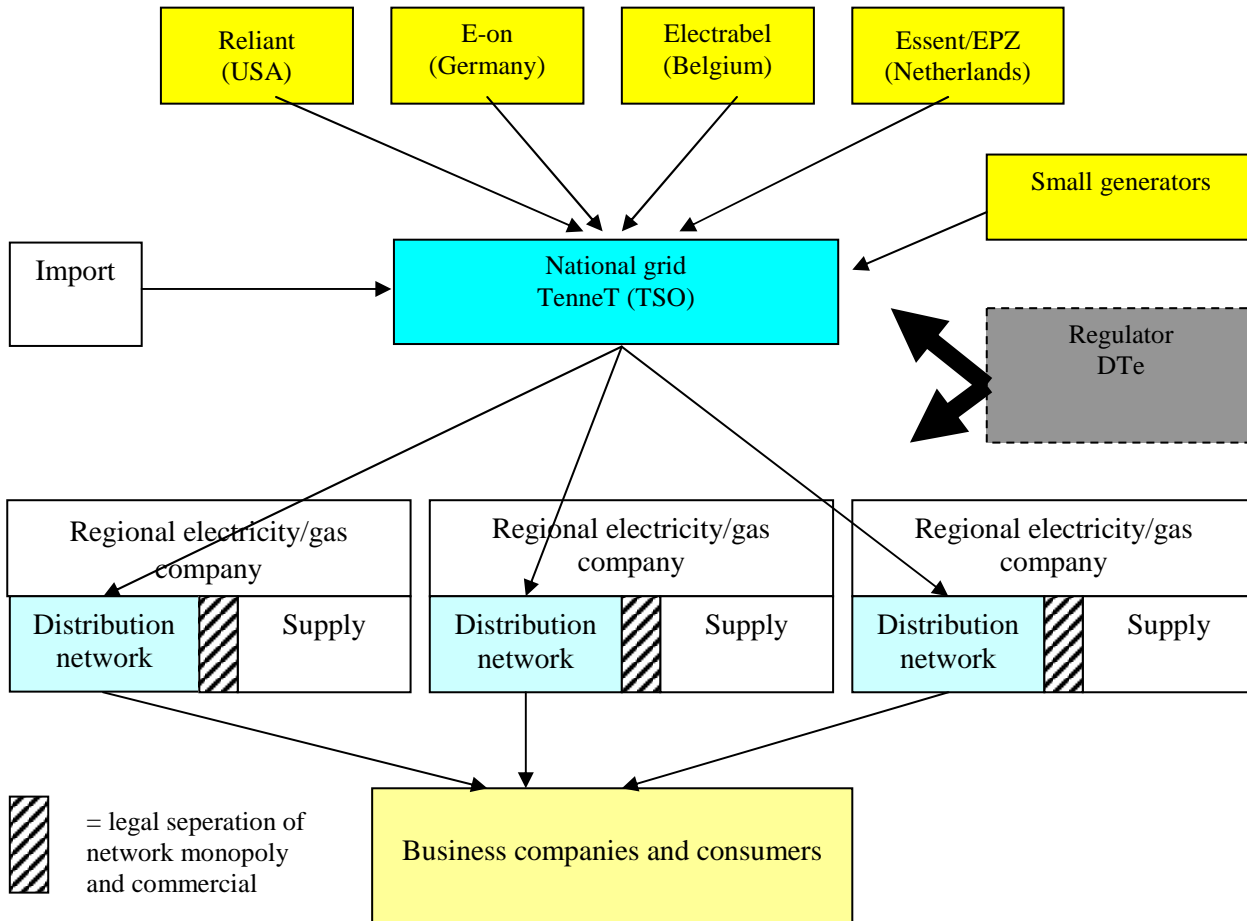 Reliant
(USA)
E-on
(Germany)
Electrabel
(Belgium)
Essent/EPZ
(Netherlands)
Small generators
Import
National grid
TenneT (TSO)
Regulator
DTe
Regional electricity/gas
company
Regional electricity/gas
company
Regional electricity/gas
company
Distribution
network
Supply
Distribution
network
Supply
Distribution
network
Supply
= legal seperation of
network monopoly
and commercial
Business companies and consumers